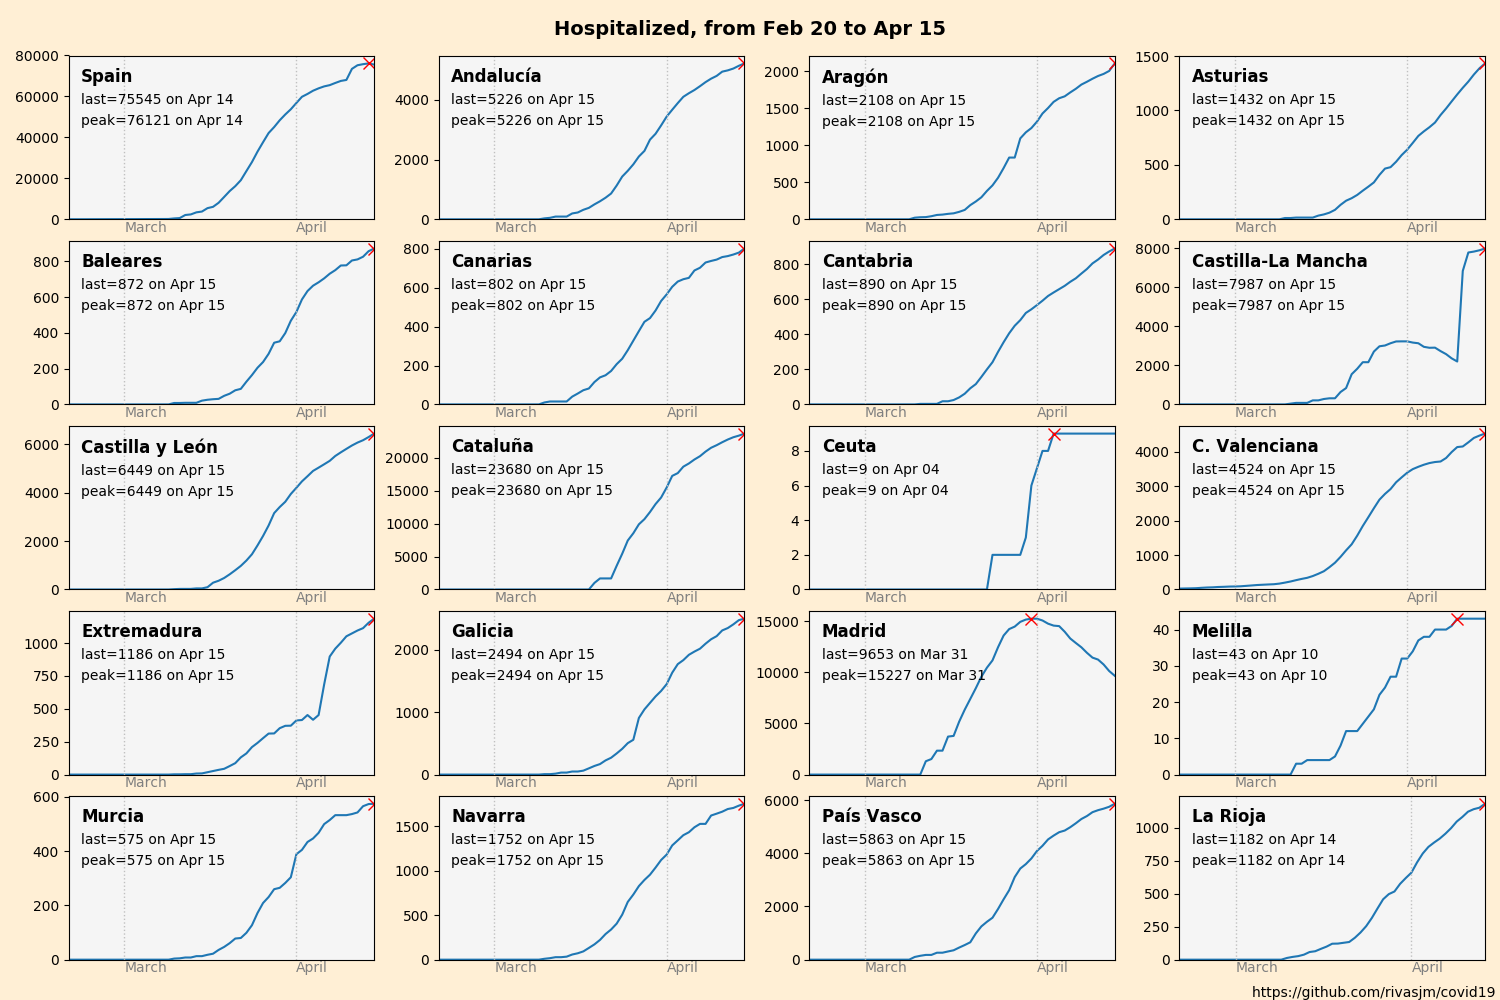 Hospitalized, from Feb 20 to Apr 15
80000
60000
40000
20000
0
Spain
last=75545 on Apr 14
peak=76121 on Apr 14
March
April
4000
2000
0
Andalucía
last=5226 on Apr 15
peak=5226 on Apr 15
March
April
2000
1500
1000
500
0
Aragón
last=2108 on Apr 15
peak=2108 on Apr 15
March
April
1500
1000
500
0
Asturias
last=1432 on Apr 15
peak=1432 on Apr 15
March
April
800
600
400
200
0
Baleares
last=872 on Apr 15
peak=872 on Apr 15
March
April
800
600
400
200
0
Canarias
last=802 on Apr 15
peak=802 on Apr 15
March
April
800
600
400
200
0
Cantabria
last=890 on Apr 15
peak=890 on Apr 15
March
April
8000
6000
4000
2000
0
Castilla-La Mancha
last=7987 on Apr 15
peak=7987 on Apr 15
March
April
6000
4000
2000
0
Castilla y León
last=6449 on Apr 15
peak=6449 on Apr 15
March
April
20000
15000
10000
5000
0
Cataluña
last=23680 on Apr 15
peak=23680 on Apr 15
March
April
8
6
4
2
0
Ceuta
last=9 on Apr 04
peak=9 on Apr 04
March
April
4000
3000
2000
1000
0
C. Valenciana
last=4524 on Apr 15
peak=4524 on Apr 15
March
April
1000
750
500
250
0
Extremadura
last=1186 on Apr 15
peak=1186 on Apr 15
March
April
2000
1000
0
Galicia
last=2494 on Apr 15
peak=2494 on Apr 15
March
April
15000
10000
5000
0
Madrid
last=9653 on Mar 31
peak=15227 on Mar 31
March
April
40
30
20
10
0
Melilla
last=43 on Apr 10
peak=43 on Apr 10
March
April
600
400
200
0
Murcia
last=575 on Apr 15
peak=575 on Apr 15
March
April
1500
1000
500
0
Navarra
last=1752 on Apr 15
peak=1752 on Apr 15
March
April
6000
4000
2000
0
País Vasco
last=5863 on Apr 15
peak=5863 on Apr 15
March
April
1000
750
500
250
0
La Rioja
last=1182 on Apr 14
peak=1182 on Apr 14
March
April
https://github.com/rivasjm/covid19